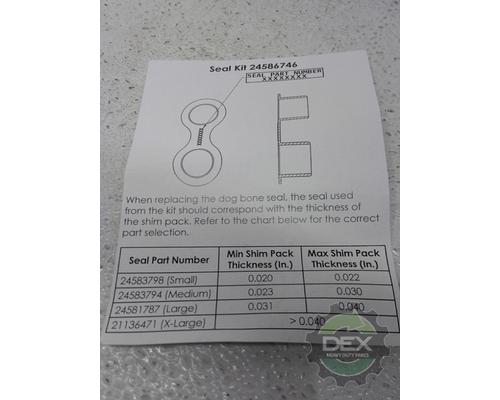 Seal Kit 24586746
SEAL PART NUMBER
XXXXXXXX
When replacing the dog bone seal, the seal used
from the kit should correspond with the thickness of
the shim pack. Refer to the chart below for the correct
part selection.
Seal Part Number Min Shim Pack Thickness (In.) Max Shim Pack Thickness (In.)
24583798 (Small) 0.020 0.022
24583794 (Medium) 0.023 0.030
24581787 (Large) 0.031 0.040
21136471 (X-Large) > 0.040
DEX
HEAVY DUTY PARTS